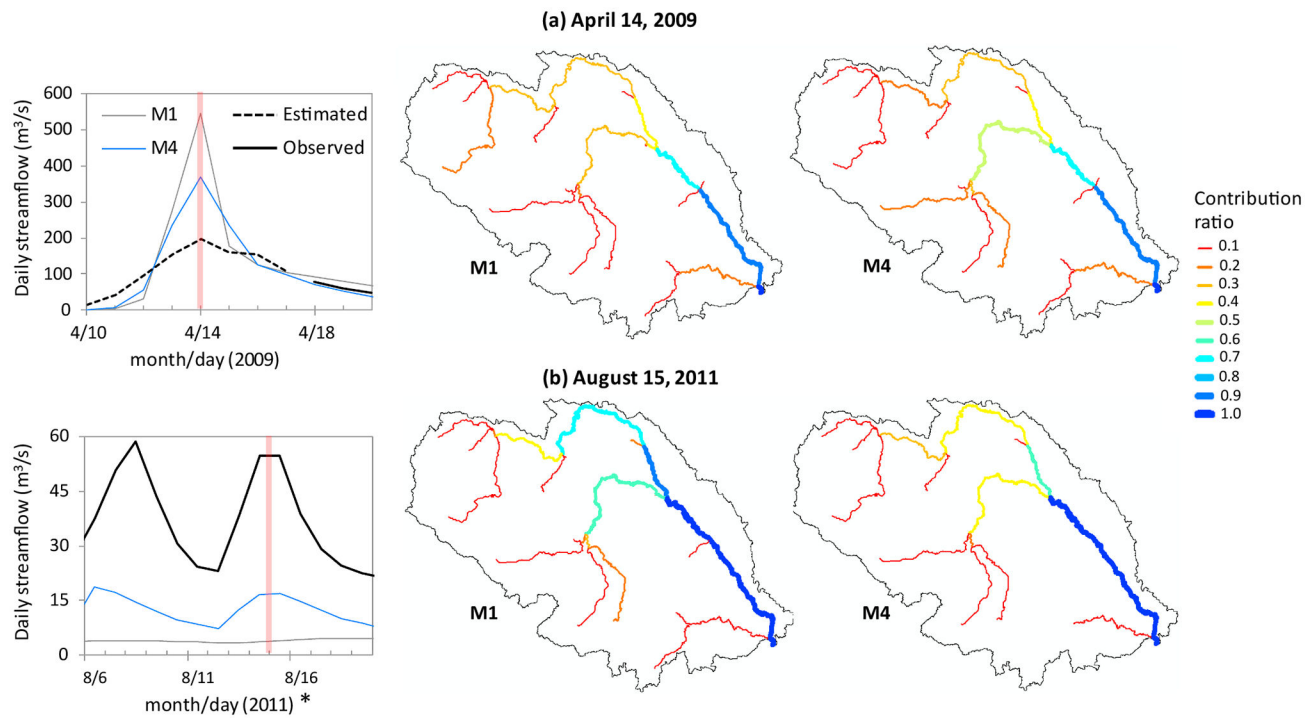 (a) April 14, 2009
Daily streamflow (m³/s)
600
500
400
300
200
100
0
M1
M4
Estimated
Observed
4/10
4/14
4/18
month/day (2009)
M1
M4
Contribution
ratio
0.1
0.2
0.3
0.4
0.5
0.6
0.7
0.8
0.9
1.0
(b) August 15, 2011
Daily streamflow (m³/s)
60
45
30
15
0
8/6
8/11
8/16
month/day (2011) *
M1
M4